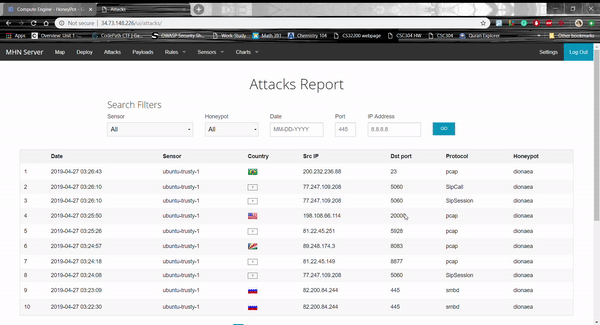 Compute Engine - HoneyPot -
Attacks
Not secure | 34.73.148.226/ui/attacks/
Apps Overview: Unit 1 CodePath CTF OWASP Security Sh... Work-Study Math 381 Chemistry 104 CS32200 webpage CSC304 HW CSC304 Quran Explorer Other bookmarks
MHN Server Map Deploy Attacks Payloads Rules Sensors Charts Settings Log Out
Attacks Report
Search Filters
Sensor Honeypot Date Port IP Address
All All MM-DD-YYYY 445 8.8.8.8 GO
Date Sensor Country Src IP Dst port Protocol Honeypot
1 2019-04-27 03:26:43 ubuntu-trusty-1 200.232.236.88 23 pcap dionaea
2 2019-04-27 03:26:10 ubuntu-trusty-1 77.247.109.208 5060 SipCall dionaea
3 2019-04-27 03:26:10 ubuntu-trusty-1 77.247.109.208 5060 SipSession dionaea
4 2019-04-27 03:25:50 ubuntu-trusty-1 198.108.66.114 20000 pcap dionaea
5 2019-04-27 03:25:26 ubuntu-trusty-1 81.22.45.251 5928 pcap dionaea
6 2019-04-27 03:24:57 ubuntu-trusty-1 89.248.174.3 8083 pcap dionaea
7 2019-04-27 03:24:18 ubuntu-trusty-1 81.22.45.149 8877 pcap dionaea
8 2019-04-27 03:24:08 ubuntu-trusty-1 77.247.109.208 5060 SipSession dionaea
9 2019-04-27 03:23:09 ubuntu-trusty-1 82.200.84.244 445 smbd dionaea
10 2019-04-27 03:22:30 ubuntu-trusty-1 82.200.84.244 445 smbd dionaea